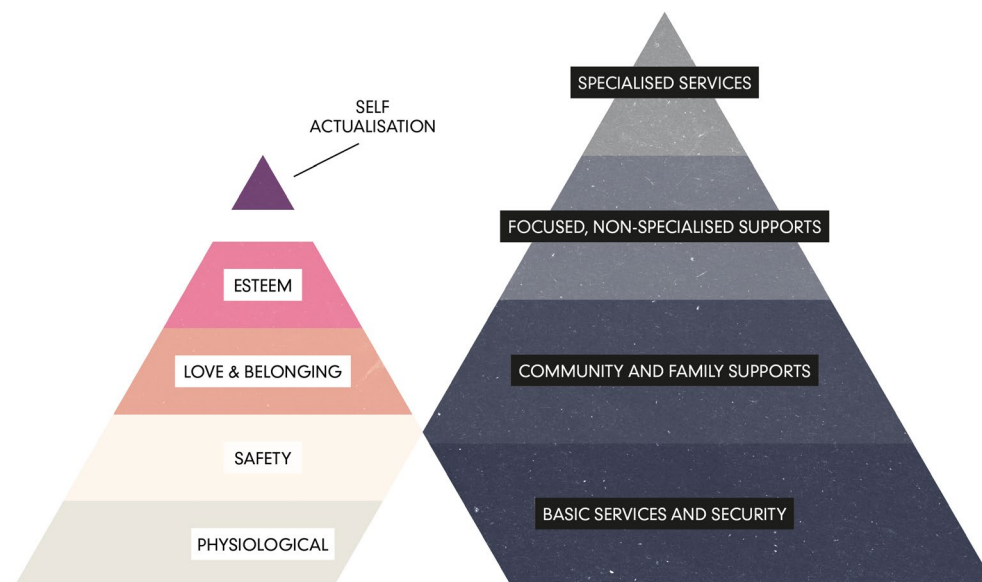 SELF
ACTUALISATION
ESTEEM
LOVE & BELONGING
SAFETY
PHYSIOLOGICAL
SPECIALISED SERVICES
FOCUSED, NON-SPECIALISED SUPPORTS
COMMUNITY AND FAMILY SUPPORTS
BASIC SERVICES AND SECURITY